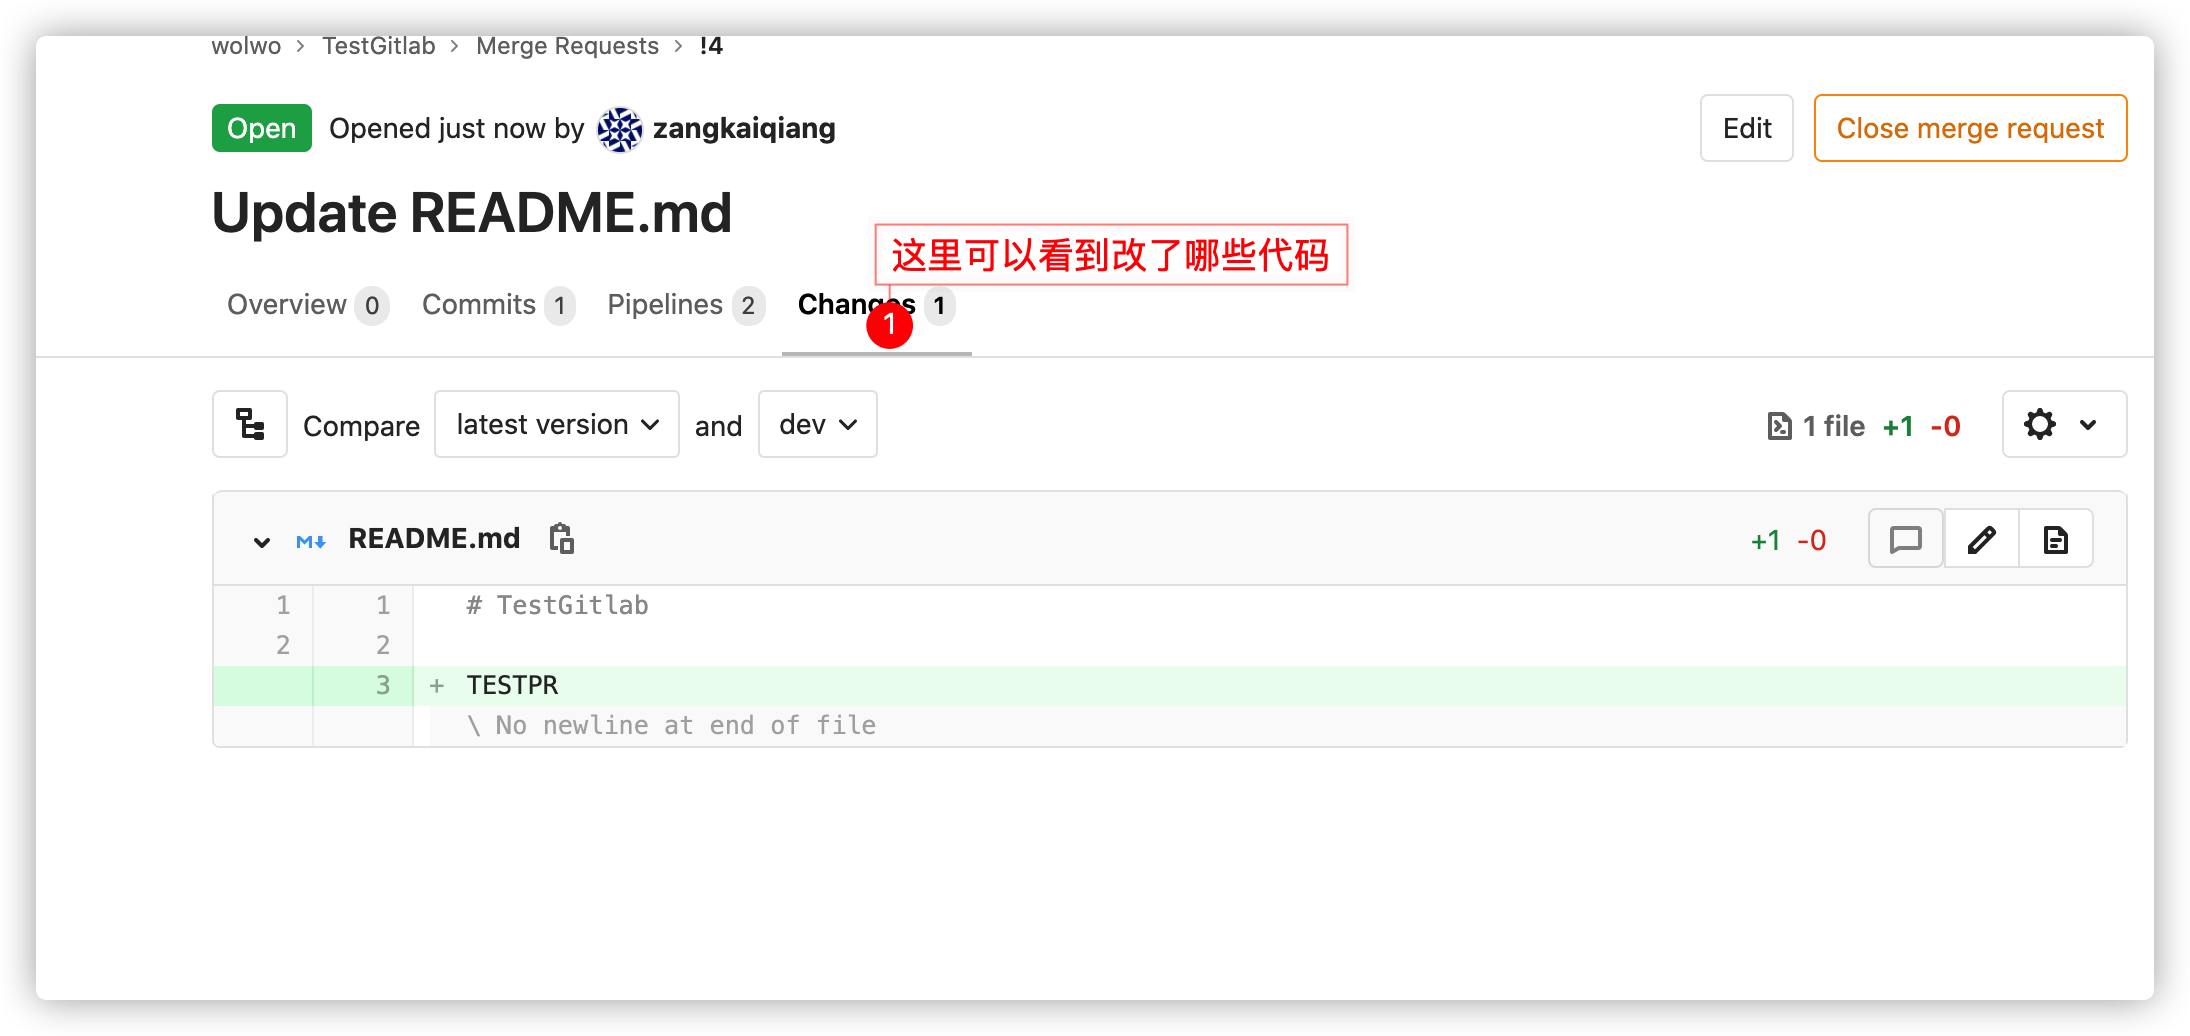 wolwo > TestGitlab > Merge Requests > !4
Open Opened just now by zangkaiqiang Edit Close merge request
Update README.md
这里可以看到改了哪些代码
Overview 0 Commits 1 Pipelines 2 Changes 1
1
Compare latest version and dev 1 file +1 -0
README.md +1 -0
1 1 # TestGitlab
2 2
3 + TESTPR
\ No newline at end of file